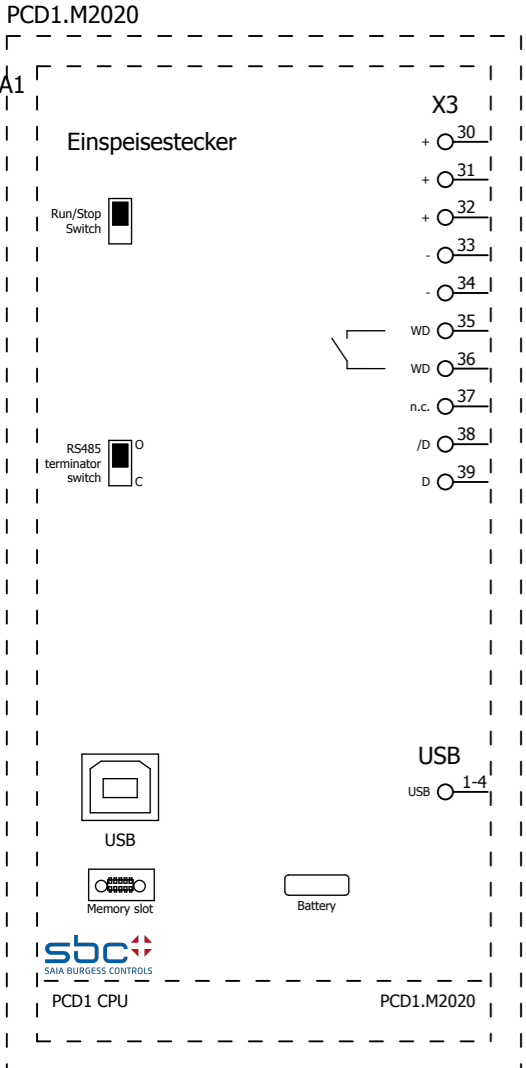 PCD1.M2020
A1
X3
Einspeisestecker
+ 30
+ 31
Run/Stop
Switch
+ 32
- 33
- 34
WD 35
WD 36
n.c. 37
RS485
terminator
switch
O
C
/D 38
D 39
USB
USB 1-4
USB
Memory slot
Battery
sbc
SAIA BURGESS CONTROLS
PCD1 CPU
PCD1.M2020